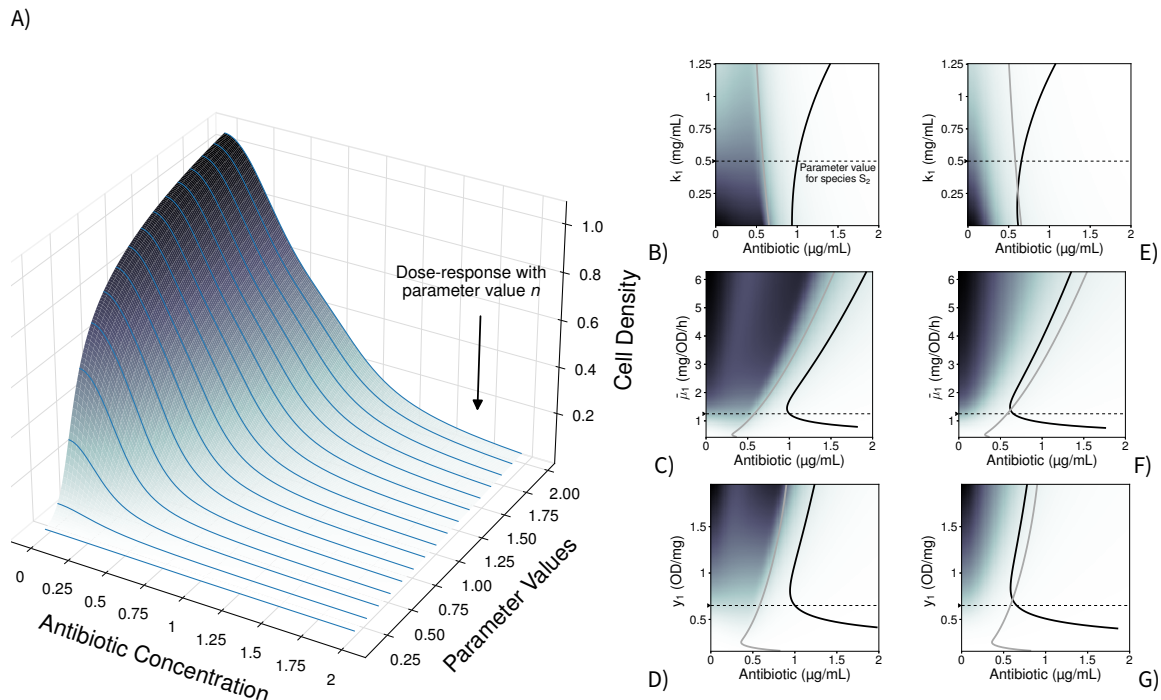 A)
Dose-response with
parameter value n
Cell Density
1.0
0.8
0.6
0.4
0.2
0
0.25
0.5
0.75
1
1.25
1.5
1.75
2
Antibiotic Concentration
0.25
0.50
0.75
1.00
1.25
1.50
1.75
2.00
Parameter Values
B)
k₁ (mg/mL)
1.25
1
0.75
0.5
0.25
Parameter value
for species S₂
0 0.5 1 1.5 2
Antibiotic (µg/mL)
E)
k₁ (mg/mL)
1.25
1
0.75
0.5
0.25
0 0.5 1 1.5 2
Antibiotic (µg/mL)
C)
μ̄₁ (mg/OD/h)
6
5
4
3
2
1
0 0.5 1 1.5 2
Antibiotic (µg/mL)
F)
μ̄₁ (mg/OD/h)
6
5
4
3
2
1
0 0.5 1 1.5 2
Antibiotic (µg/mL)
D)
y₁ (OD/mg)
1.5
1
0.5
0 0.5 1 1.5 2
Antibiotic (µg/mL)
G)
y₁ (OD/mg)
1.5
1
0.5
0 0.5 1 1.5 2
Antibiotic (µg/mL)